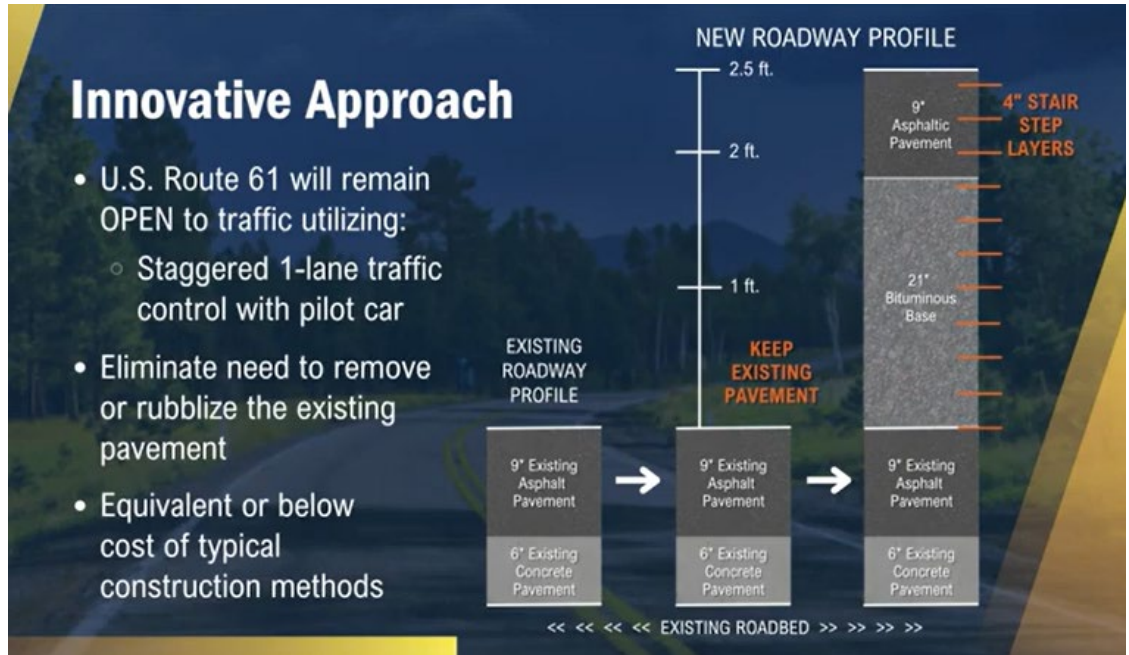 Innovative Approach
• U.S. Route 61 will remain
OPEN to traffic utilizing:
○ Staggered 1-lane traffic
control with pilot car
• Eliminate need to remove
or rubblize the existing
pavement
• Equivalent or below
cost of typical
construction methods
NEW ROADWAY PROFILE
2.5 ft.
2 ft.
1 ft.
EXISTING
ROADWAY
PROFILE
KEEP
EXISTING
PAVEMENT
9" Existing
Asphalt
Pavement
6" Existing
Concrete
Pavement
9" Existing
Asphalt
Pavement
6" Existing
Concrete
Pavement
9"
Asphaltic
Pavement
4" STAIR
STEP
LAYERS
21"
Bituminous
Base
9" Existing
Asphalt
Pavement
6" Existing
Concrete
Pavement
<< << << << EXISTING ROADBED >> >> >> >>